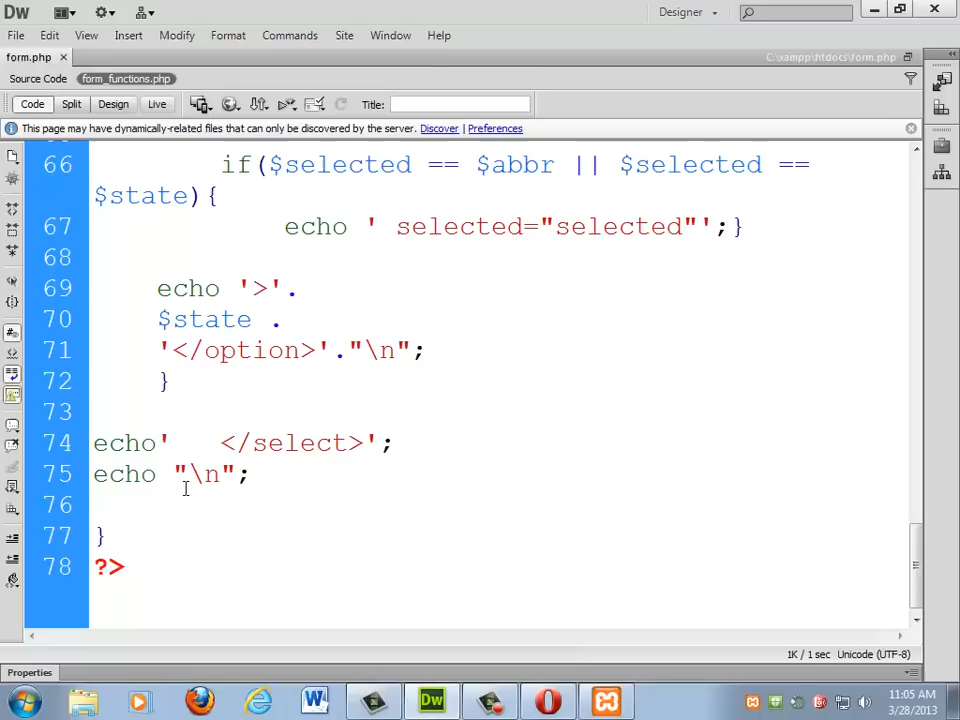 Dw
Designer
File Edit View Insert Modify Format Commands Site Window Help
form.php
C:\xampp\htdocs\form.php
Source Code form_functions.php
Code Split Design Live Title:
This page may have dynamically-related files that can only be discovered by the server. Discover | Preferences
66 if($selected == $abbr || $selected ==
$state){
67 echo ' selected="selected"';}
68
69 echo '>'.
70 $state .
71 '</option>'."\n";
72 }
73
74 echo' </select>';
75 echo "\n";
76
77 }
78 ?>
1K / 1 sec Unicode (UTF-8)
Properties
W Dw
11:05 AM
3/28/2013